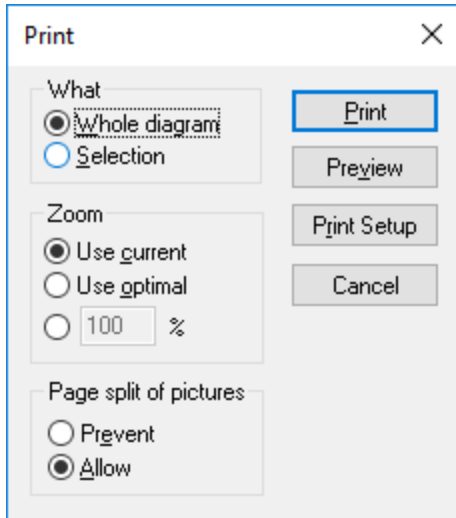 Print
What
Whole diagram
Selection
Zoom
Use current
Use optimal
100 %
Page split of pictures
Prevent
Allow
Print
Preview
Print Setup
Cancel